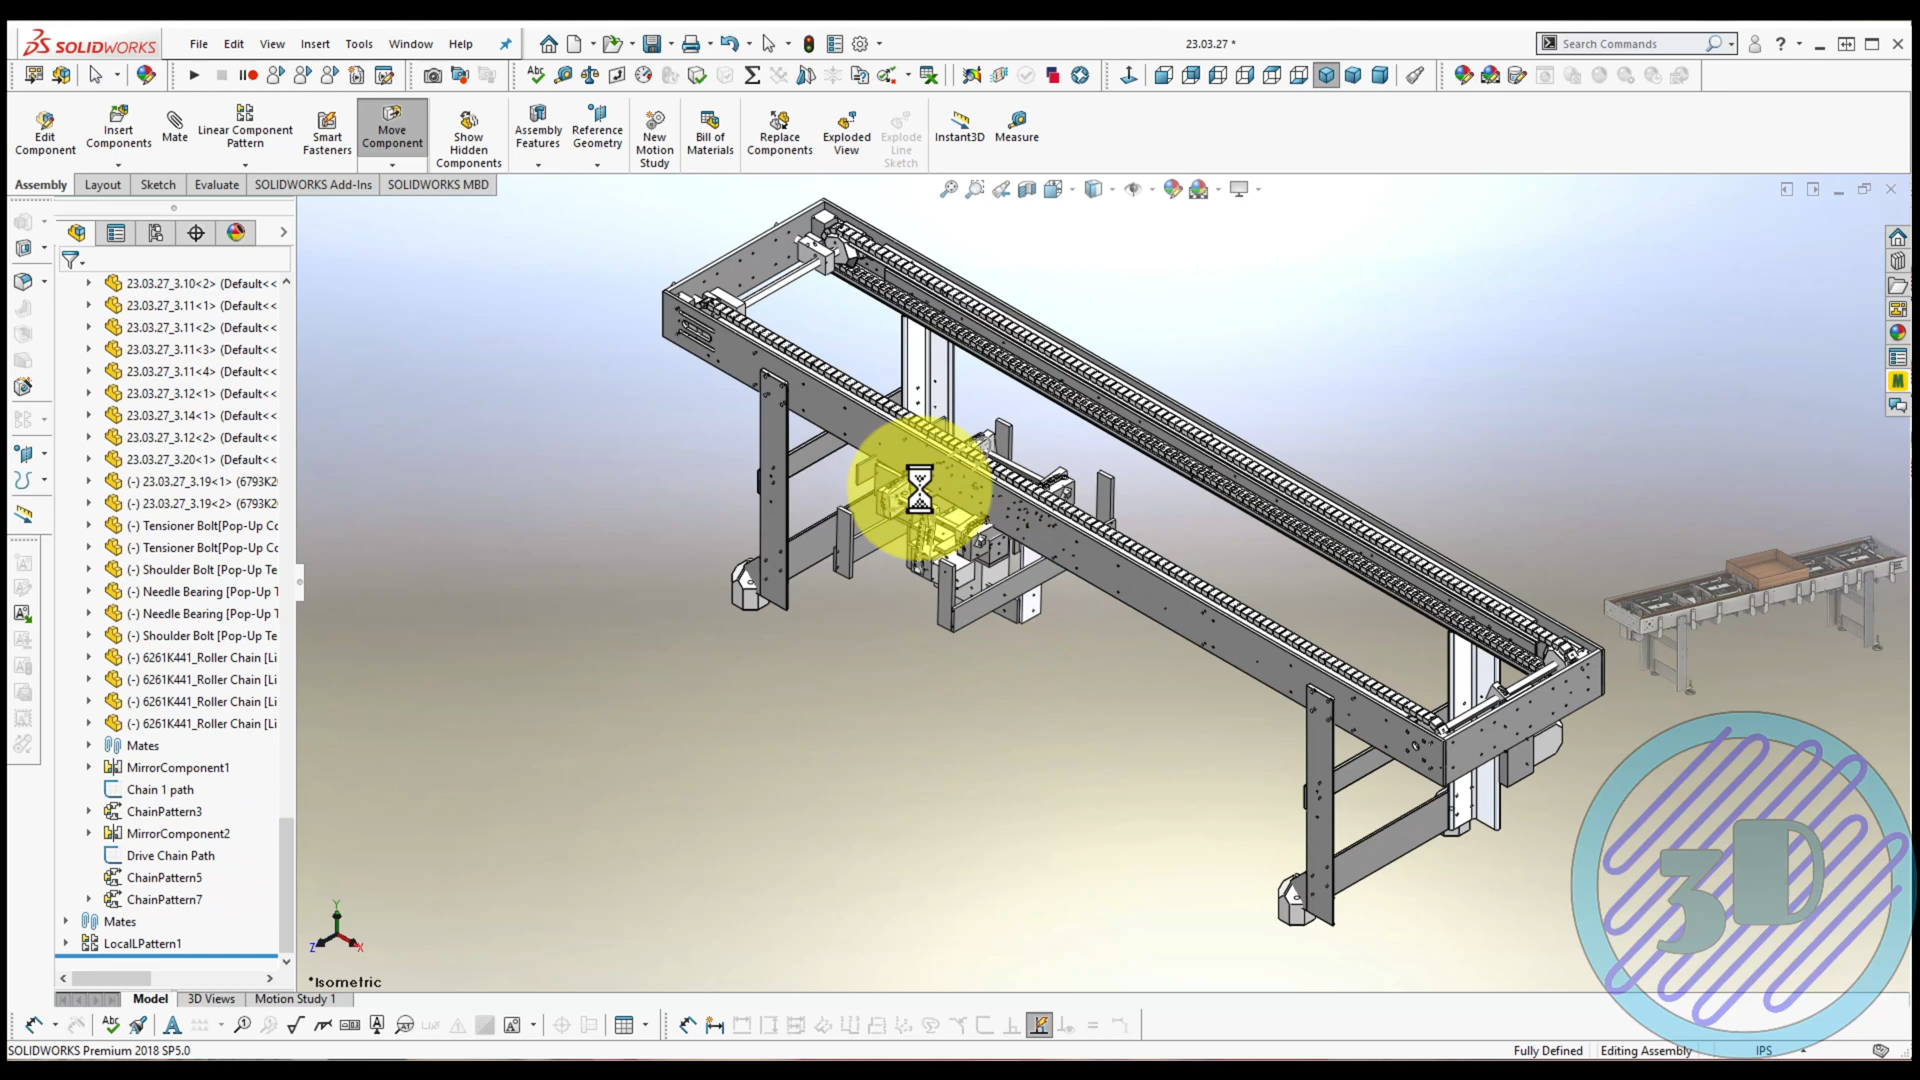 SOLIDWORKS File Edit View Insert Tools Window Help 23.03.27 * Search Commands
Edit Component
Insert Components
Mate
Linear Component Pattern
Smart Fasteners
Move Component
Show Hidden Components
Assembly Features
Reference Geometry
New Motion Study
Bill of Materials
Replace Components
Exploded View
Explode Line Sketch
Instant3D
Measure
Assembly Layout Sketch Evaluate SOLIDWORKS Add-Ins SOLIDWORKS MBD
23.03.27_3.10<2> (Default<<
23.03.27_3.11<1> (Default<<
23.03.27_3.11<2> (Default<<
23.03.27_3.11<3> (Default<<
23.03.27_3.11<4> (Default<<
23.03.27_3.12<1> (Default<<
23.03.27_3.14<1> (Default<<
23.03.27_3.12<2> (Default<<
23.03.27_3.20<1> (Default<<
(-) 23.03.27_3.19<1> (6793K2
(-) 23.03.27_3.19<2> (6793K2
(-) Tensioner Bolt[Pop-Up Cc
(-) Tensioner Bolt[Pop-Up Cc
(-) Shoulder Bolt [Pop-Up Te
(-) Needle Bearing [Pop-Up T
(-) Needle Bearing [Pop-Up T
(-) Shoulder Bolt [Pop-Up Te
(-) 6261K441_Roller Chain [Li
(-) 6261K441_Roller Chain [Li
(-) 6261K441_Roller Chain [Li
(-) 6261K441_Roller Chain [Li
Mates
MirrorComponent1
Chain 1 path
ChainPattern3
MirrorComponent2
Drive Chain Path
ChainPattern5
ChainPattern7
Mates
LocalLPattern1
Y
Z
X
*Isometric
3D
Model 3D Views Motion Study 1
SOLIDWORKS Premium 2018 SP5.0 Fully Defined Editing Assembly IPS